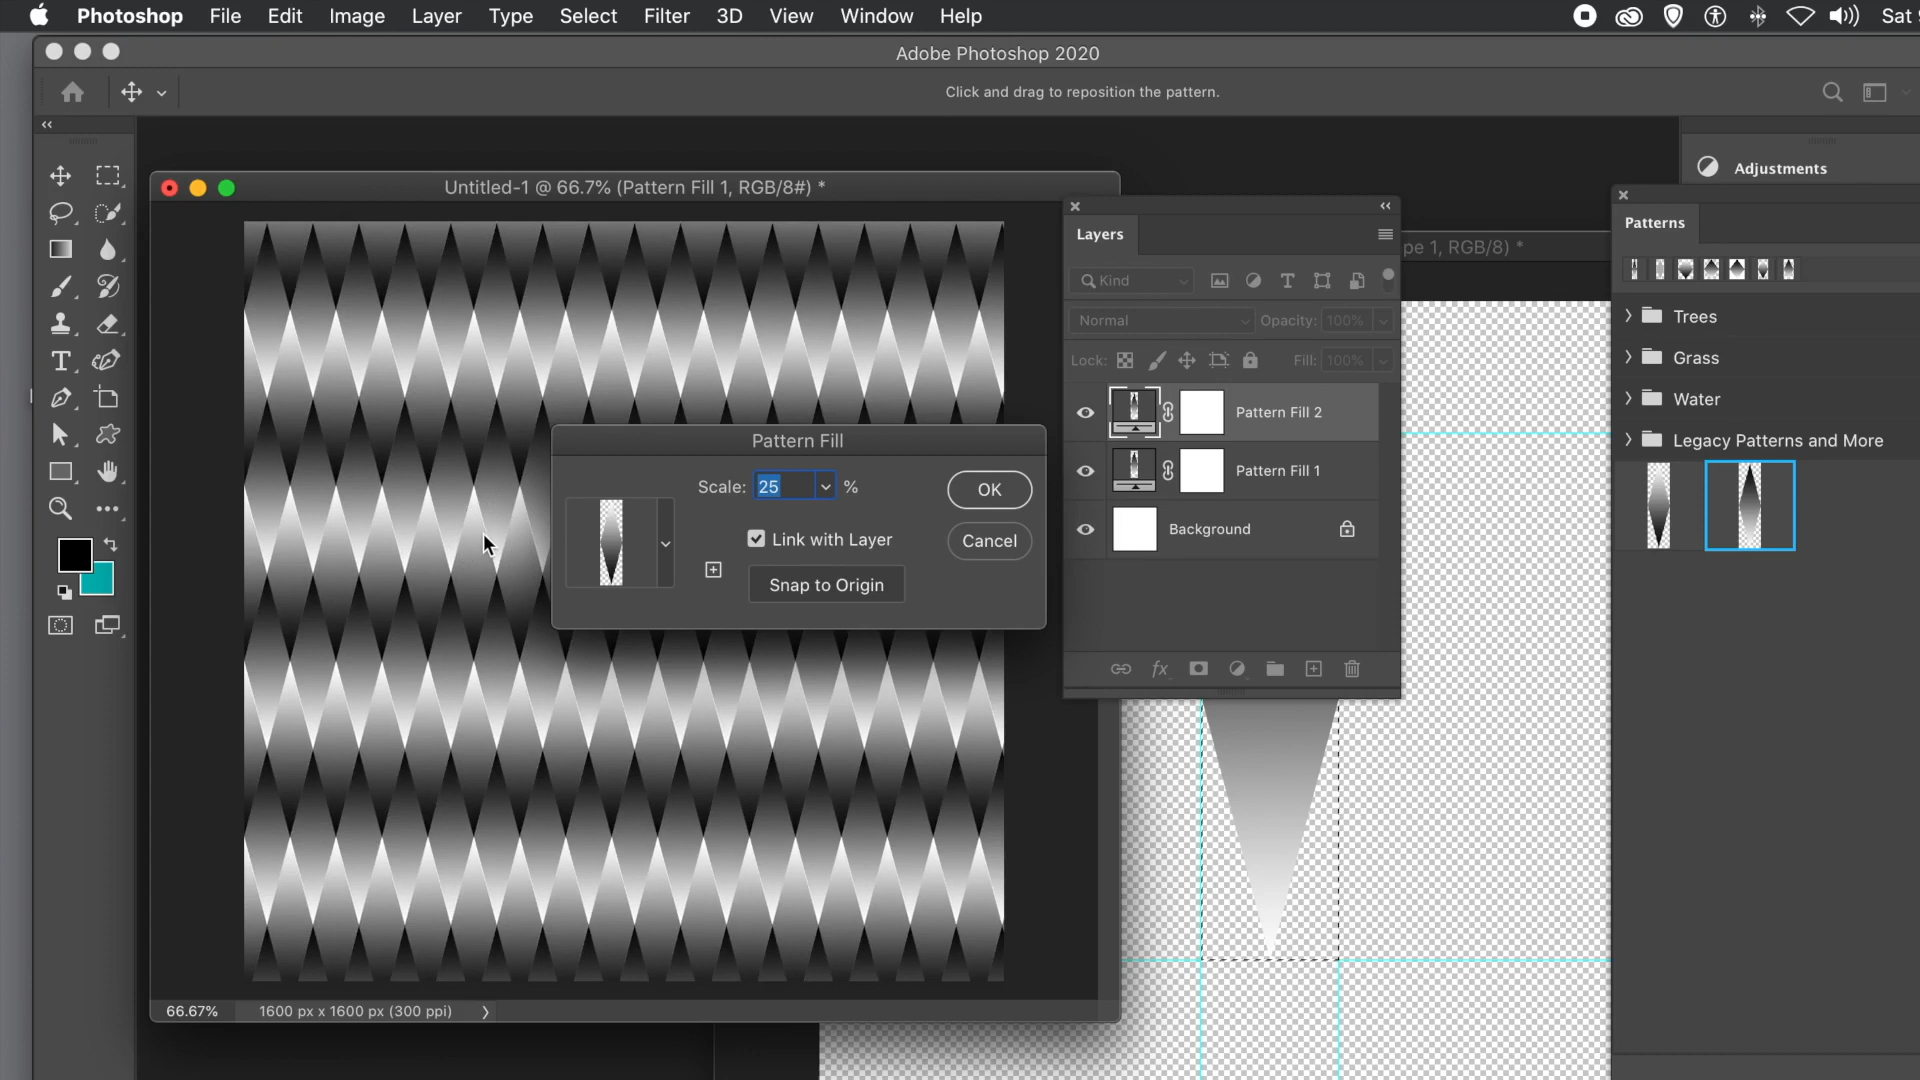 Photoshop File Edit Image Layer Type Select Filter 3D View Window Help Sat
Adobe Photoshop 2020
Click and drag to reposition the pattern.
Adjustments
Untitled-1 @ 66.7% (Pattern Fill 1, RGB/8#) *
Patterns
Layers
pe 1, RGB/8) *
Kind
Normal Opacity: 100%
Trees
Lock: Fill: 100%
Grass
Water
Pattern Fill 2
Legacy Patterns and More
Pattern Fill
Pattern Fill 1
Scale: 25 % OK
Background
Link with Layer Cancel
Snap to Origin
66.67% 1600 px x 1600 px (300 ppi)